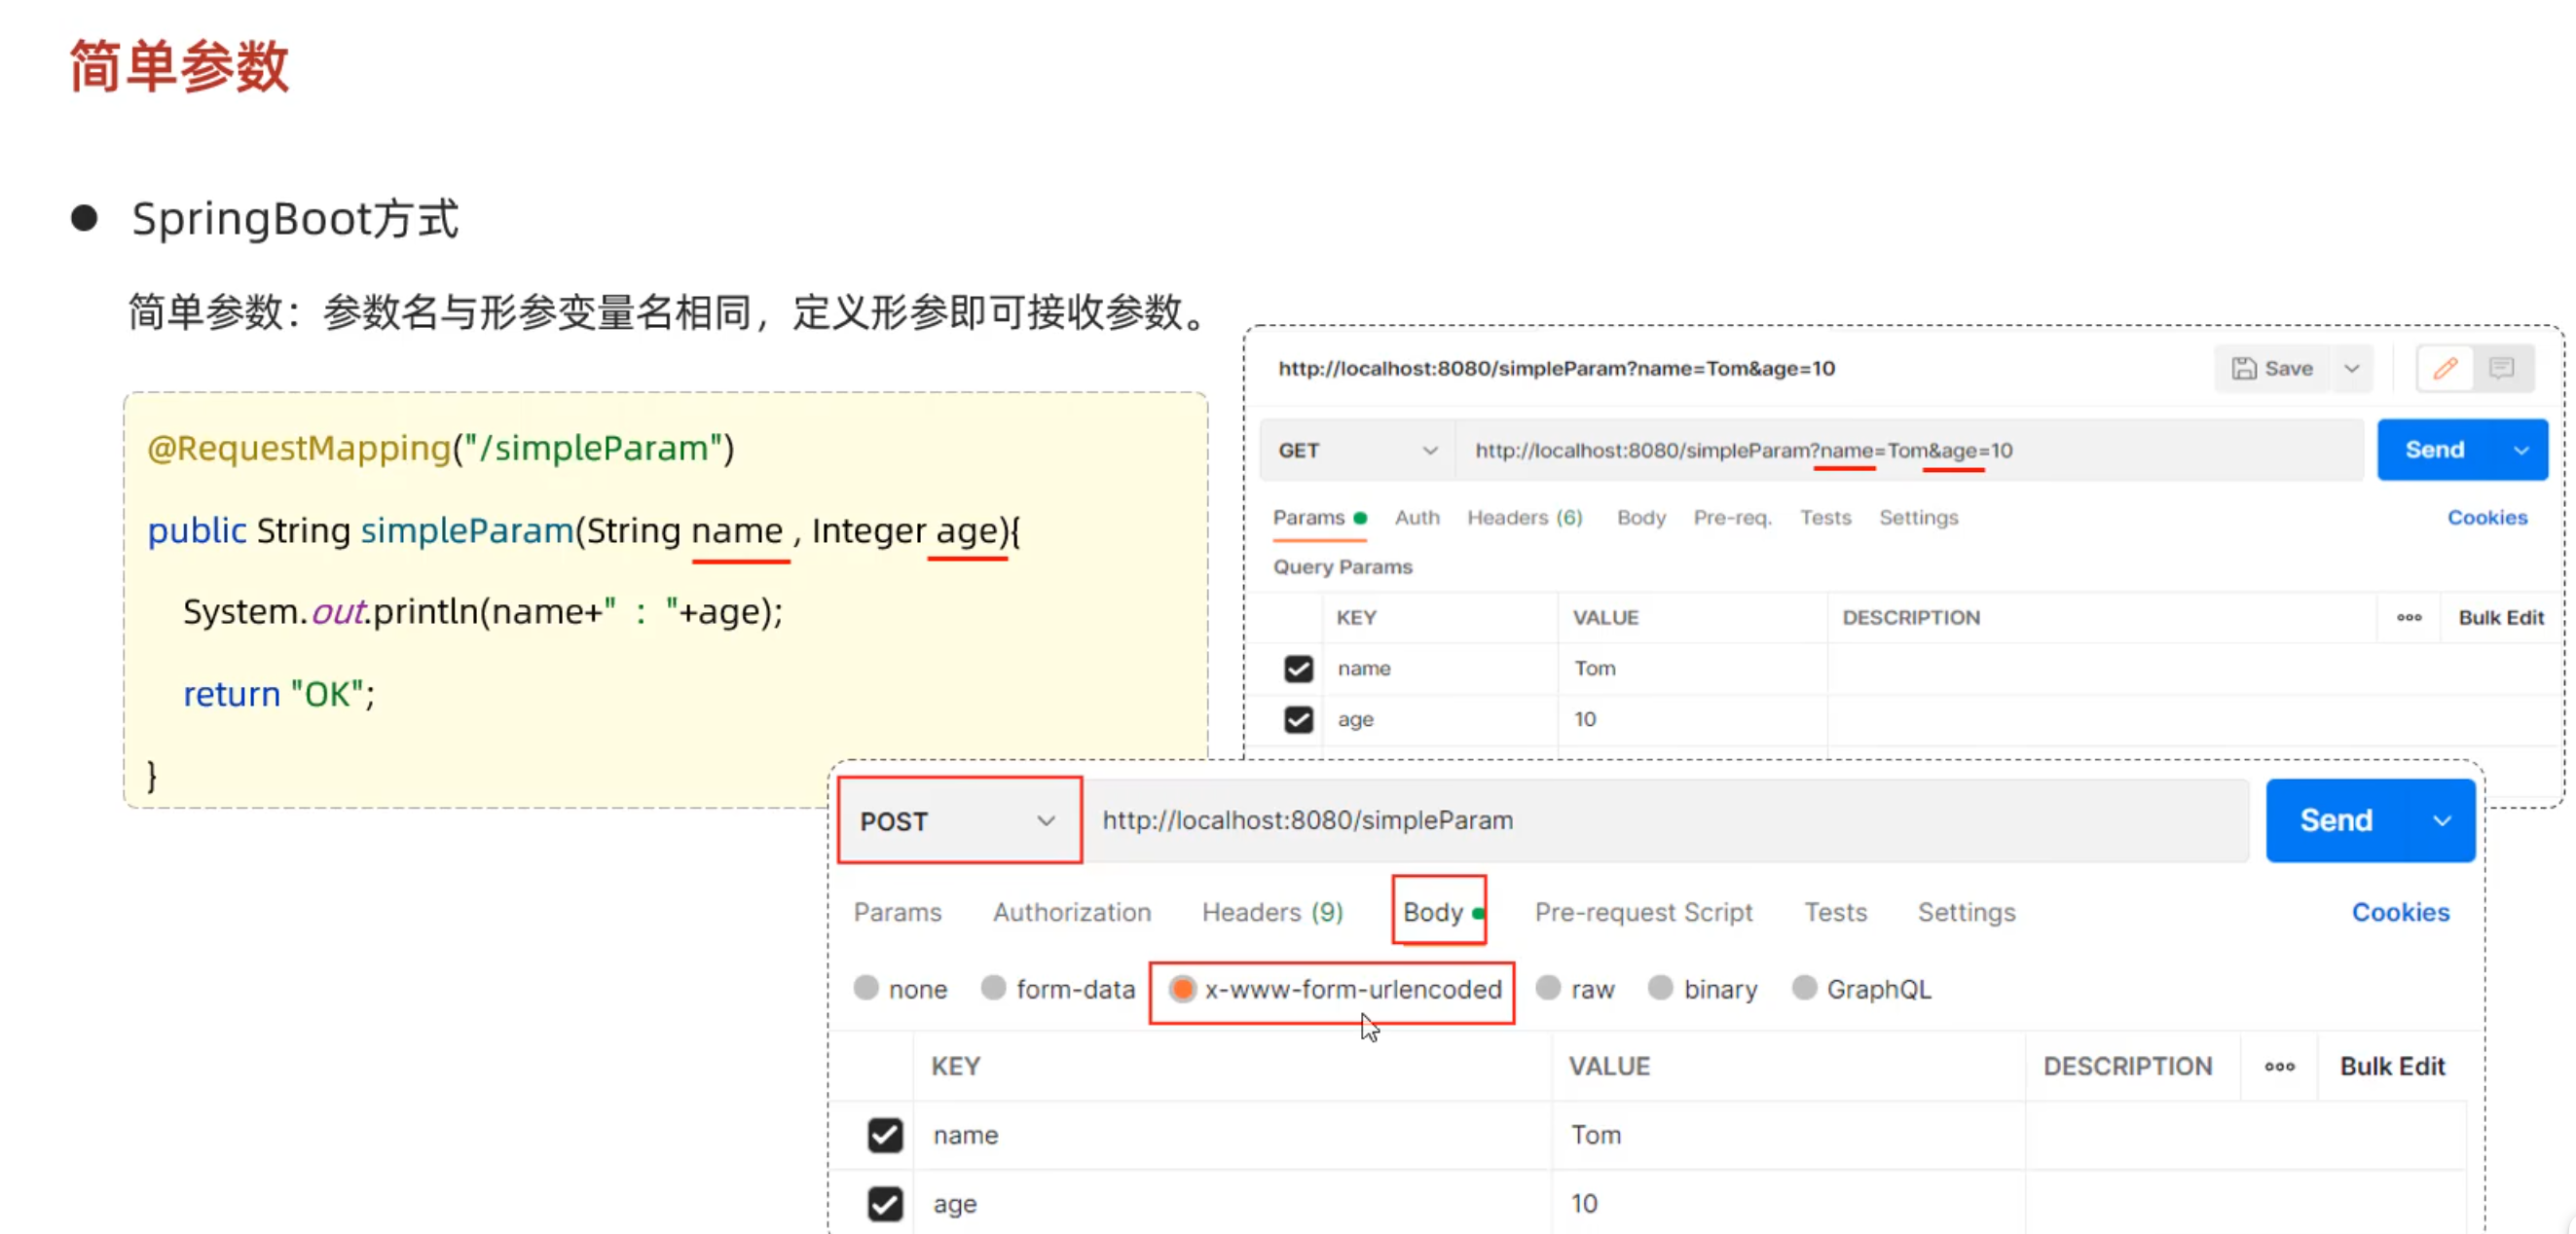 简单参数
SpringBoot方式
简单参数：参数名与形参变量名相同，定义形参即可接收参数。
@RequestMapping("/simpleParam")
public String simpleParam(String name , Integer age){
System.out.println(name+" : "+age);
return "OK";
}
http://localhost:8080/simpleParam?name=Tom&age=10
Save
GET
http://localhost:8080/simpleParam?name=Tom&age=10
Send
Params Auth Headers (6) Body Pre-req. Tests Settings Cookies
Query Params
KEY VALUE DESCRIPTION ooo Bulk Edit
name Tom
age 10
POST http://localhost:8080/simpleParam Send
Params Authorization Headers (9) Body Pre-request Script Tests Settings Cookies
none form-data x-www-form-urlencoded raw binary GraphQL
KEY VALUE DESCRIPTION ooo Bulk Edit
name Tom
age 10